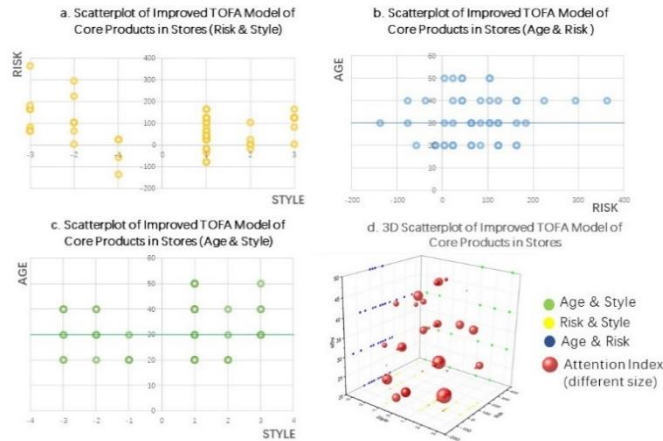 a. Scatterplot of Improved TOFA Model of
Core Products in Stores (Risk & Style)
RISK
400
300
200
100
0
-100
-200
-3
-2
-1
0
1
2
3
STYLE
b. Scatterplot of Improved TOFA Model of
Core Products in Stores (Age & Risk)
AGE
60
50
40
30
20
10
0
-200
-100
0
100
200
300
400
RISK
c. Scatterplot of Improved TOFA Model of
Core Products in Stores (Age & Style)
AGE
60
50
40
30
20
10
0
-4
-3
-2
-1
0
1
2
3
4
STYLE
d. 3D Scatterplot of Improved TOFA Model of
Core Products in Stores
Age & Style
Risk & Style
Age & Risk
Attention Index
(different size)